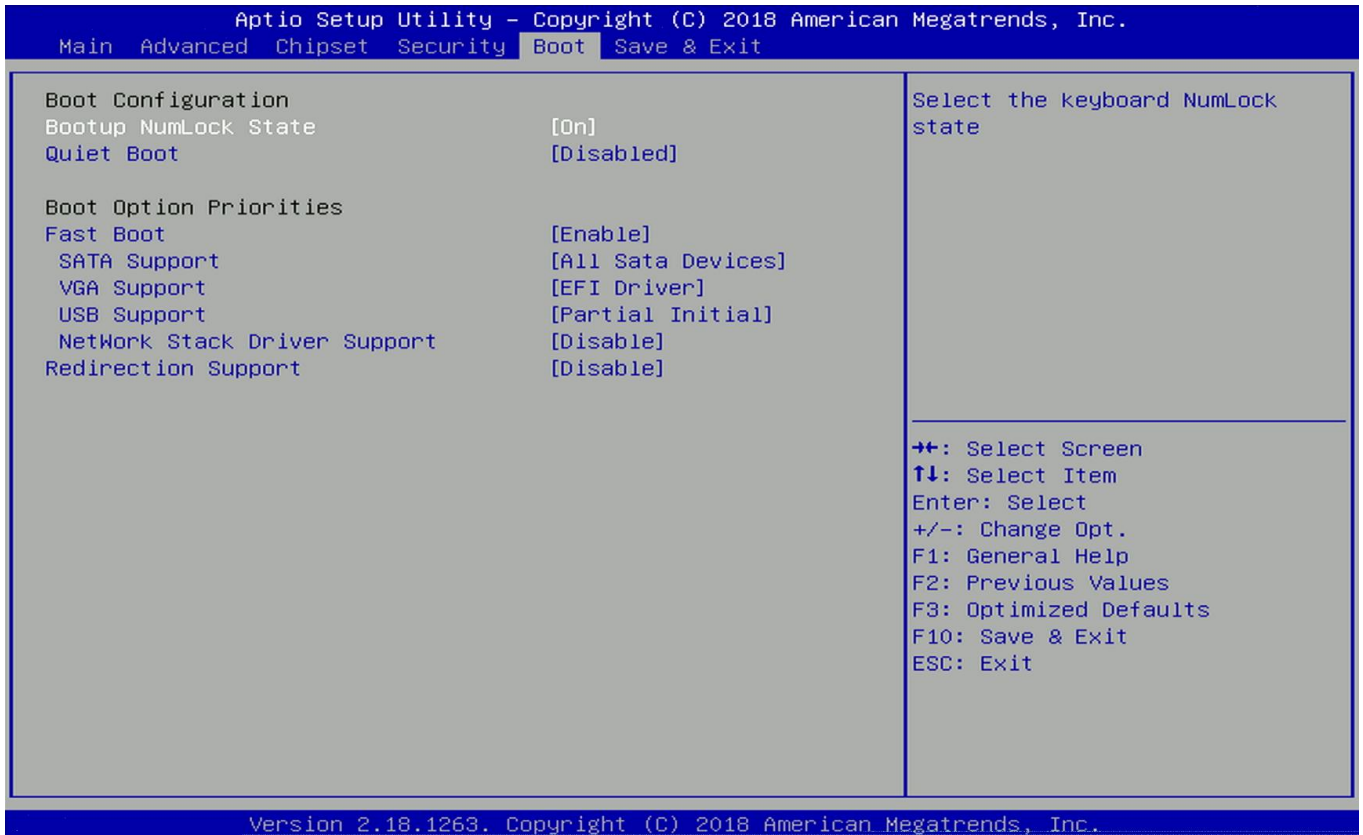 Aptio Setup Utility – Copyright (C) 2018 American Megatrends, Inc.
Main Advanced Chipset Security Boot Save & Exit
Boot Configuration
Bootup NumLock State [On]
Quiet Boot [Disabled]
Boot Option Priorities
Fast Boot [Enable]
SATA Support [All Sata Devices]
VGA Support [EFI Driver]
USB Support [Partial Initial]
NetWork Stack Driver Support [Disable]
Redirection Support [Disable]
Select the keyboard NumLock
state
→←: Select Screen
↑↓: Select Item
Enter: Select
+/-: Change Opt.
F1: General Help
F2: Previous Values
F3: Optimized Defaults
F10: Save & Exit
ESC: Exit
Version 2.18.1263. Copyright (C) 2018 American Megatrends, Inc.